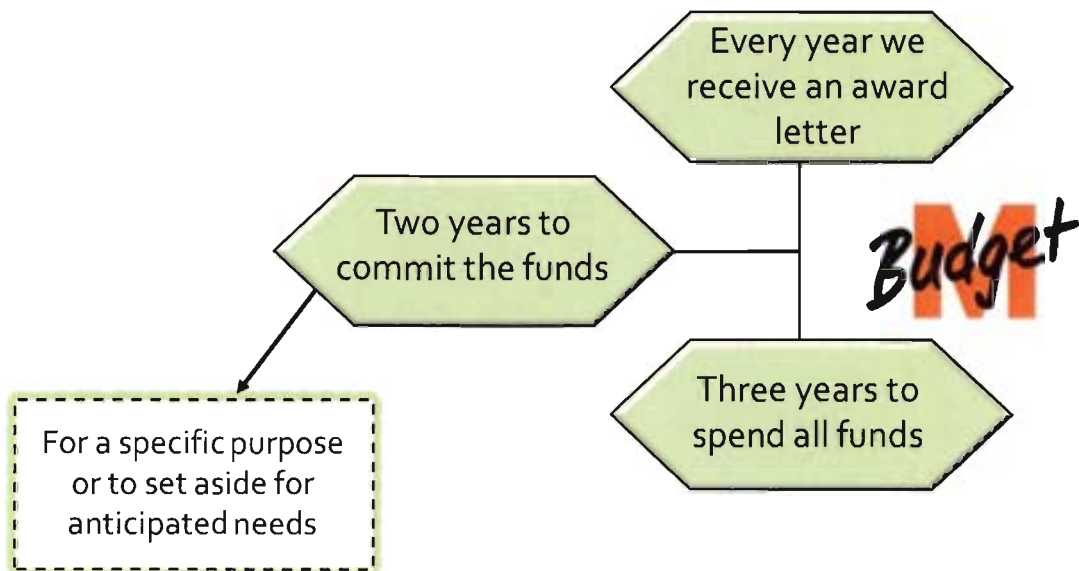 Every year we
receive an award
letter
Two years to
commit the funds
Budget
M
Three years to
spend all funds
For a specific purpose
or to set aside for
anticipated needs